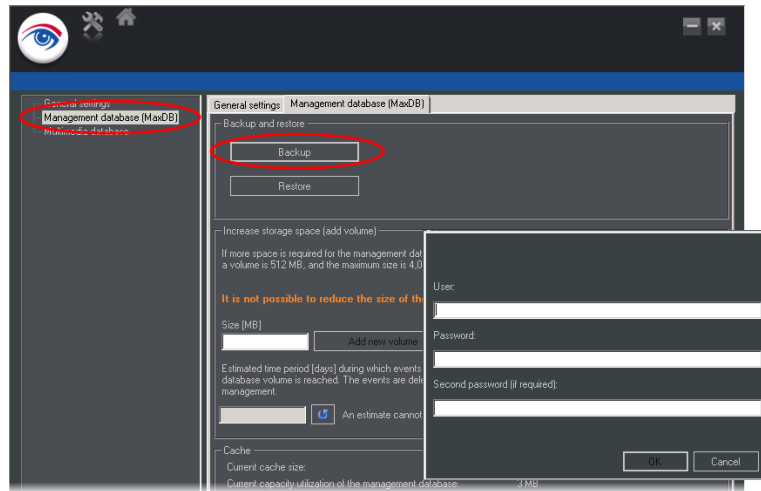 General settings
Management database (MaxDB)
Multimedia database
General settings
Management database (MaxDB)
Backup and restore
Backup
Restore
Increase storage space (add volume)
If more space is required for the management dat
a volume is 512 MB, and the maximum size is 4,0
It is not possible to reduce the size of th
Size [MB]
Add new volume
Estimated time period [days] during which events
database volume is reached. The events are dele
management.
An estimate cannot
Cache
Current cache size:
Current capacity utilization of the management database:
3 MB
User:
Password:
Second password (if required):
OK
Cancel